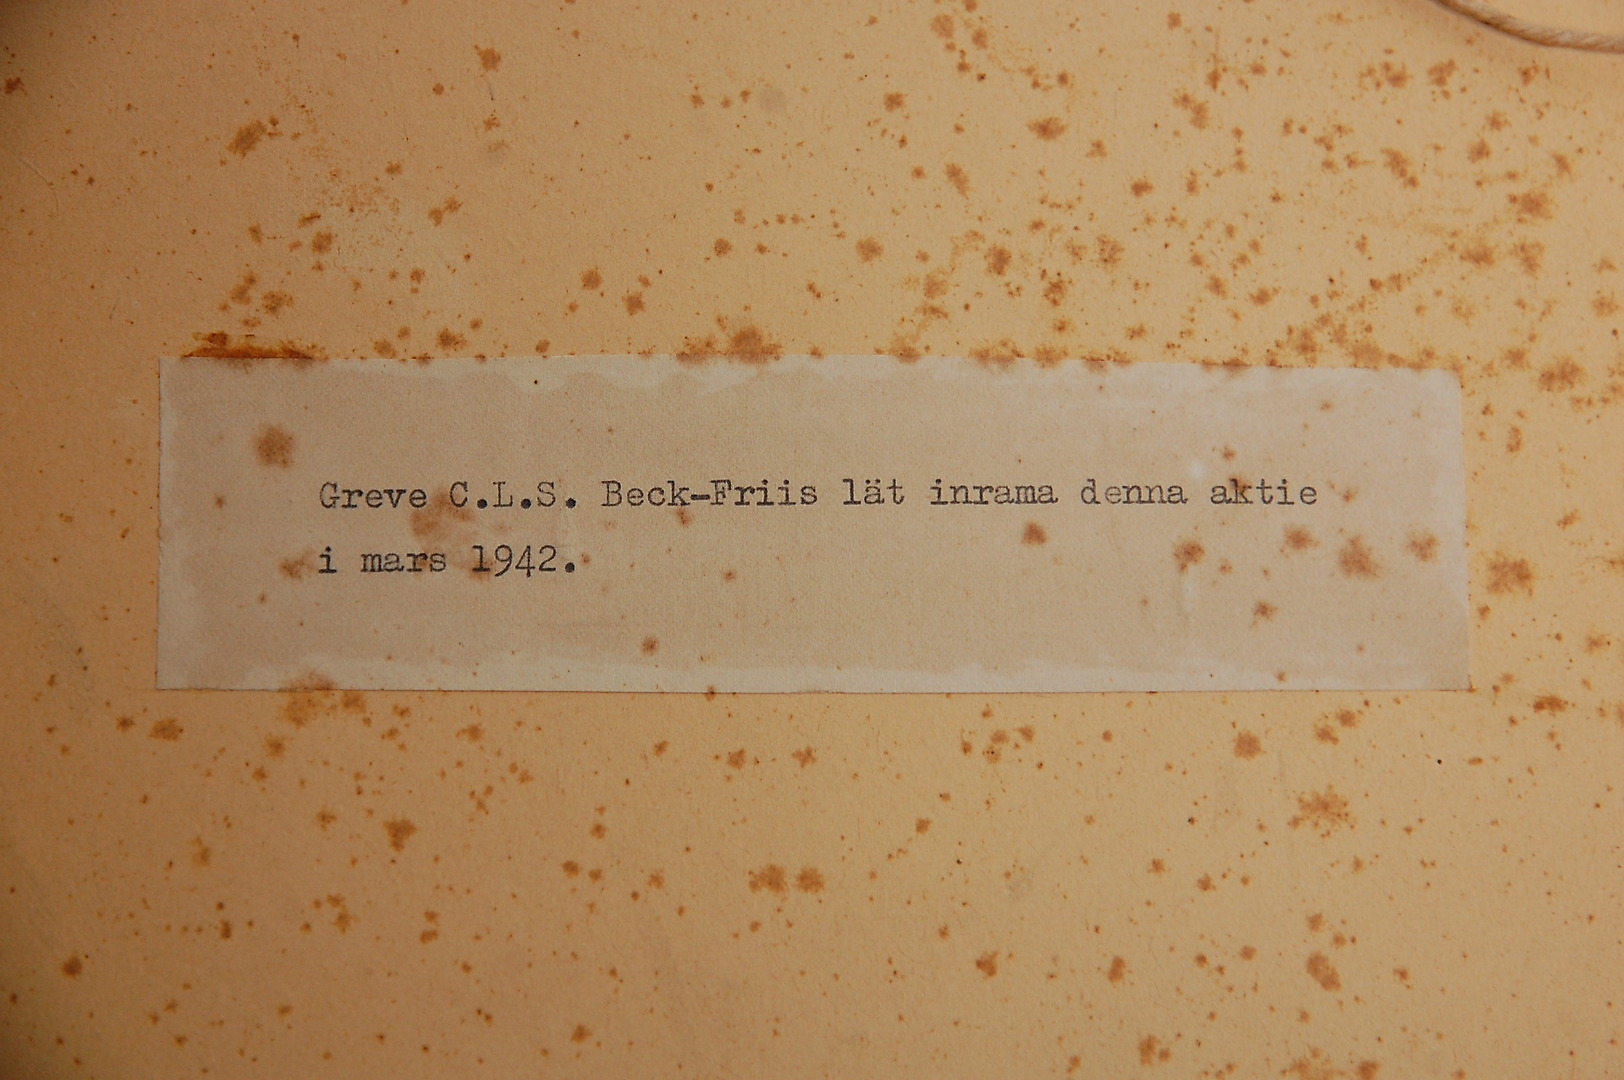 Greve C.L.S. Beck-Friis lät inrama denna aktie
i mars 1942.